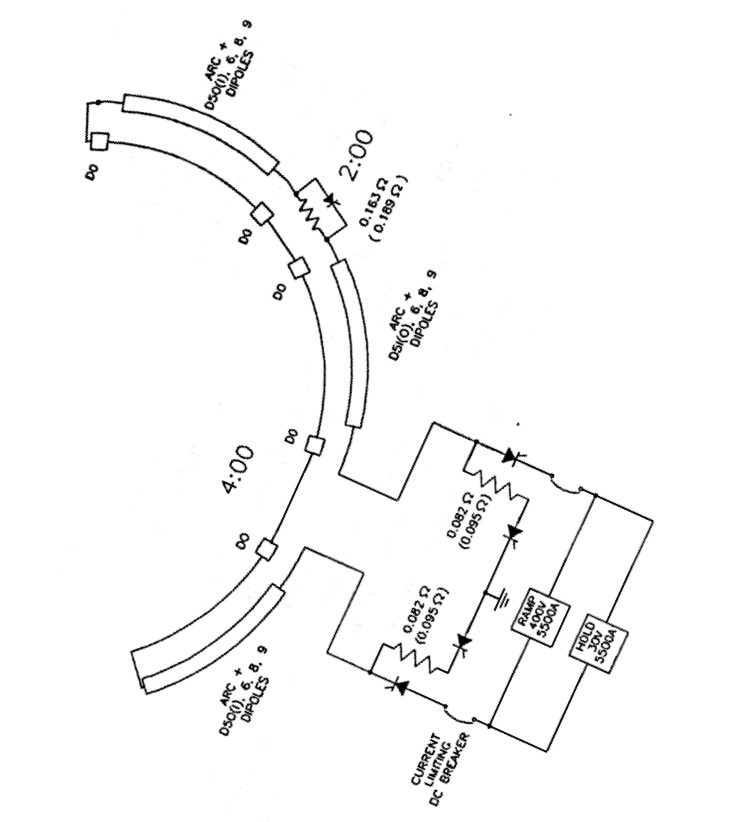 ARC +
D5O(I), 6, 8, 9
DIPOLES
DO
2:00
0.163 Ω
(0.189 Ω)
DO
DO
ARC +
D5I(O), 6, 8, 9
DIPOLES
4:00
DO
DO
0.082 Ω
(0.095 Ω)
0.082 Ω
(0.095 Ω)
RAMP
400V
5500A
HOLD
30V
5500A
ARC +
D5O(I), 6, 8, 9
DIPOLES
CURRENT
LIMITING
DC BREAKER